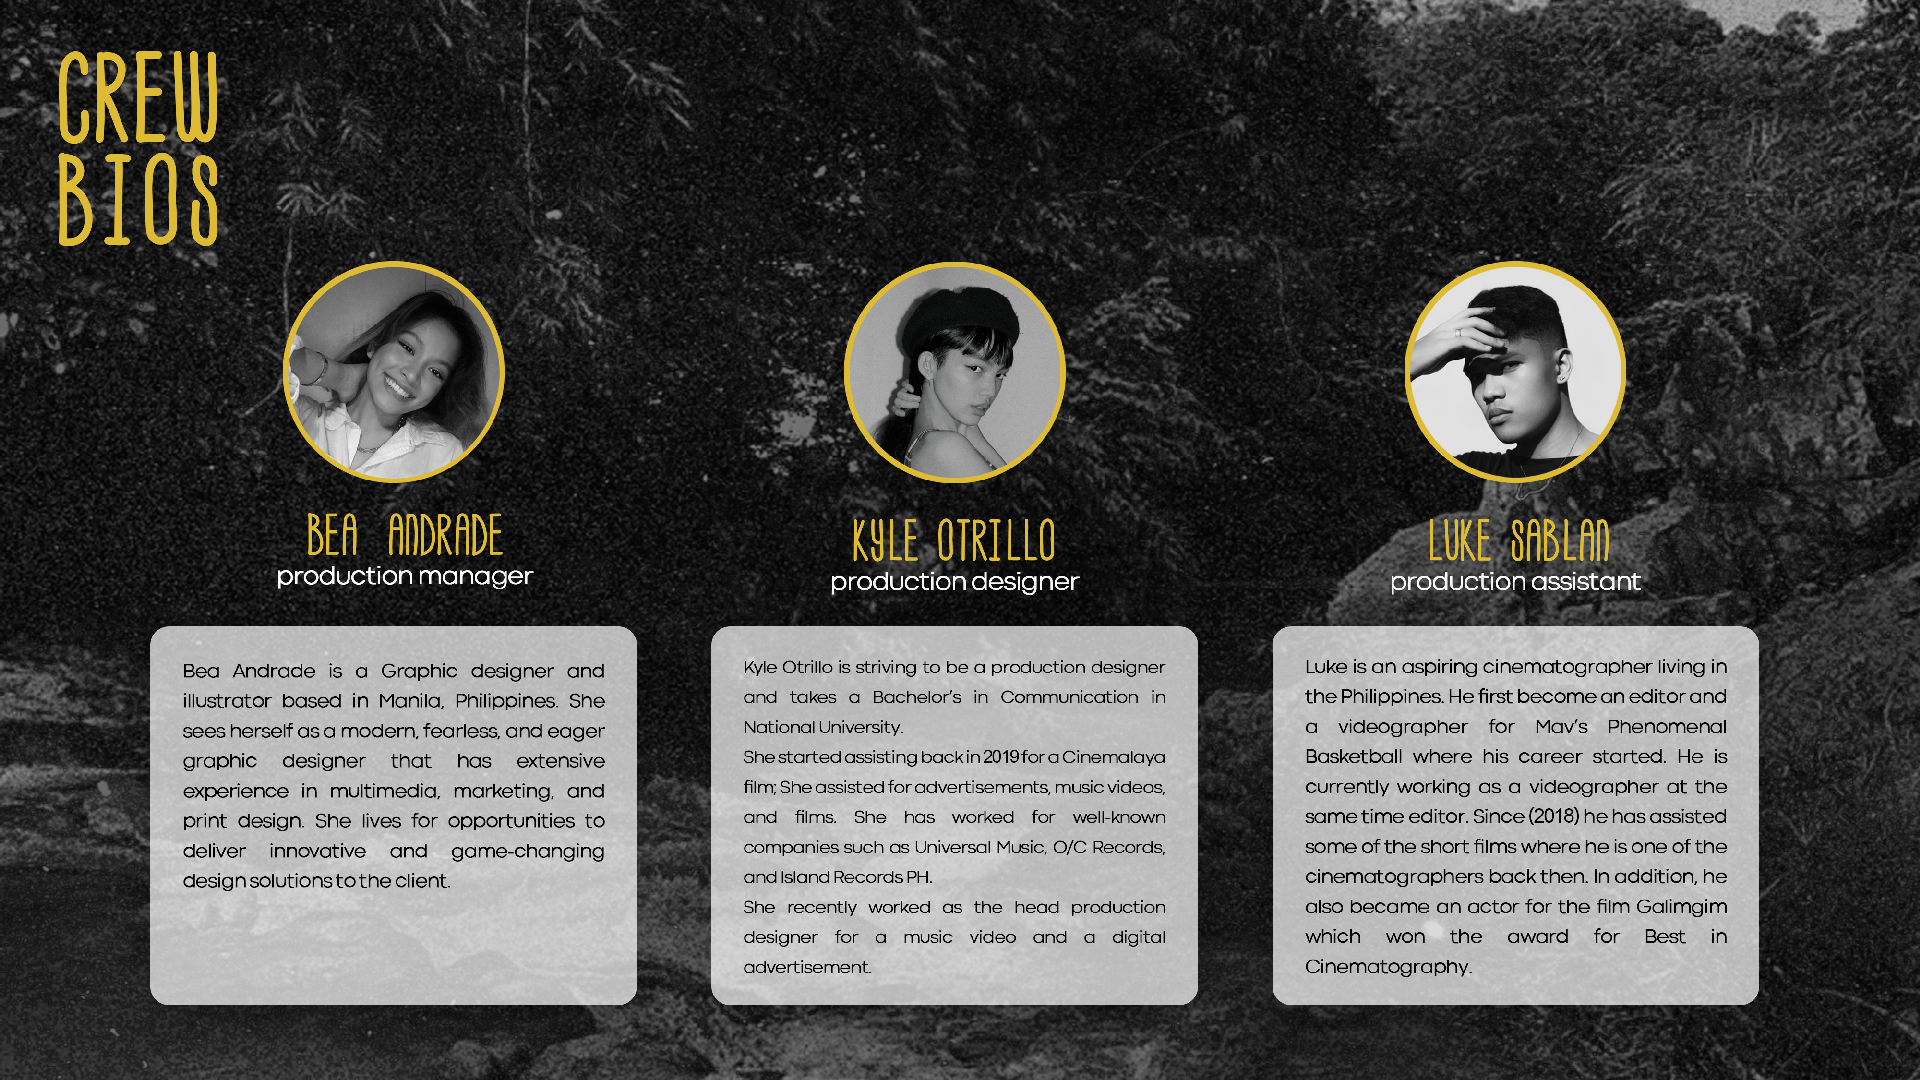 CREW
BIOS
BEA ANDRADE
production manager
Bea Andrade is a Graphic designer and
illustrator based in Manila, Philippines. She
sees herself as a modern, fearless, and eager
graphic designer that has extensive
experience in multimedia, marketing, and
print design. She lives for opportunities to
deliver innovative and game-changing
design solutions to the client.
KYLE OTRILLO
production designer
Kyle Otrillo is striving to be a production designer
and takes a Bachelor's in Communication in
National University.
She started assisting back in 2019 for a Cinemalaya
film; She assisted for advertisements, music videos,
and films. She has worked for well-known
companies such as Universal Music, O/C Records,
and Island Records PH.
She recently worked as the head production
designer for a music video and a digital
advertisement.
LUKE SABLAN
production assistant
Luke is an aspiring cinematographer living in
the Philippines. He first become an editor and
a videographer for Mav's Phenomenal
Basketball where his career started. He is
currently working as a videographer at the
same time editor. Since (2018) he has assisted
some of the short films where he is one of the
cinematographers back then. In addition, he
also became an actor for the film Galimgim
which won the award for Best in
Cinematography.